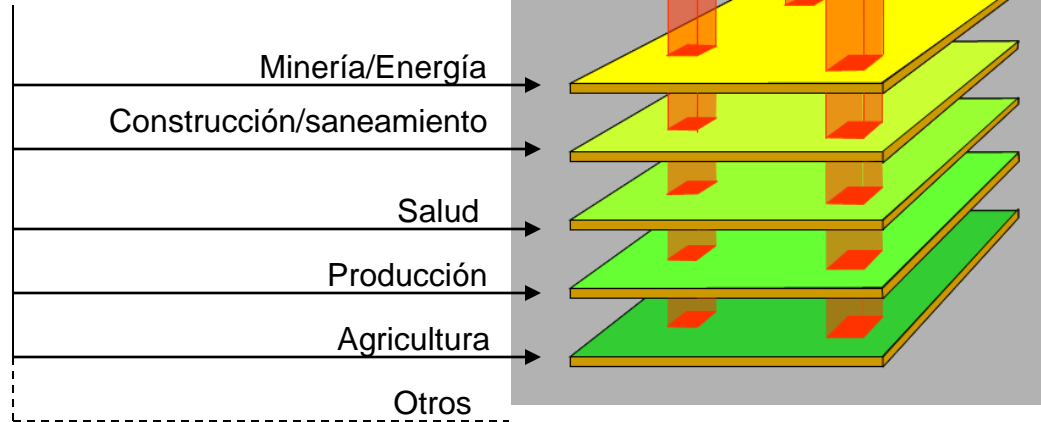 Minería/Energía
Construcción/saneamiento
Salud
Producción
Agricultura
Otros